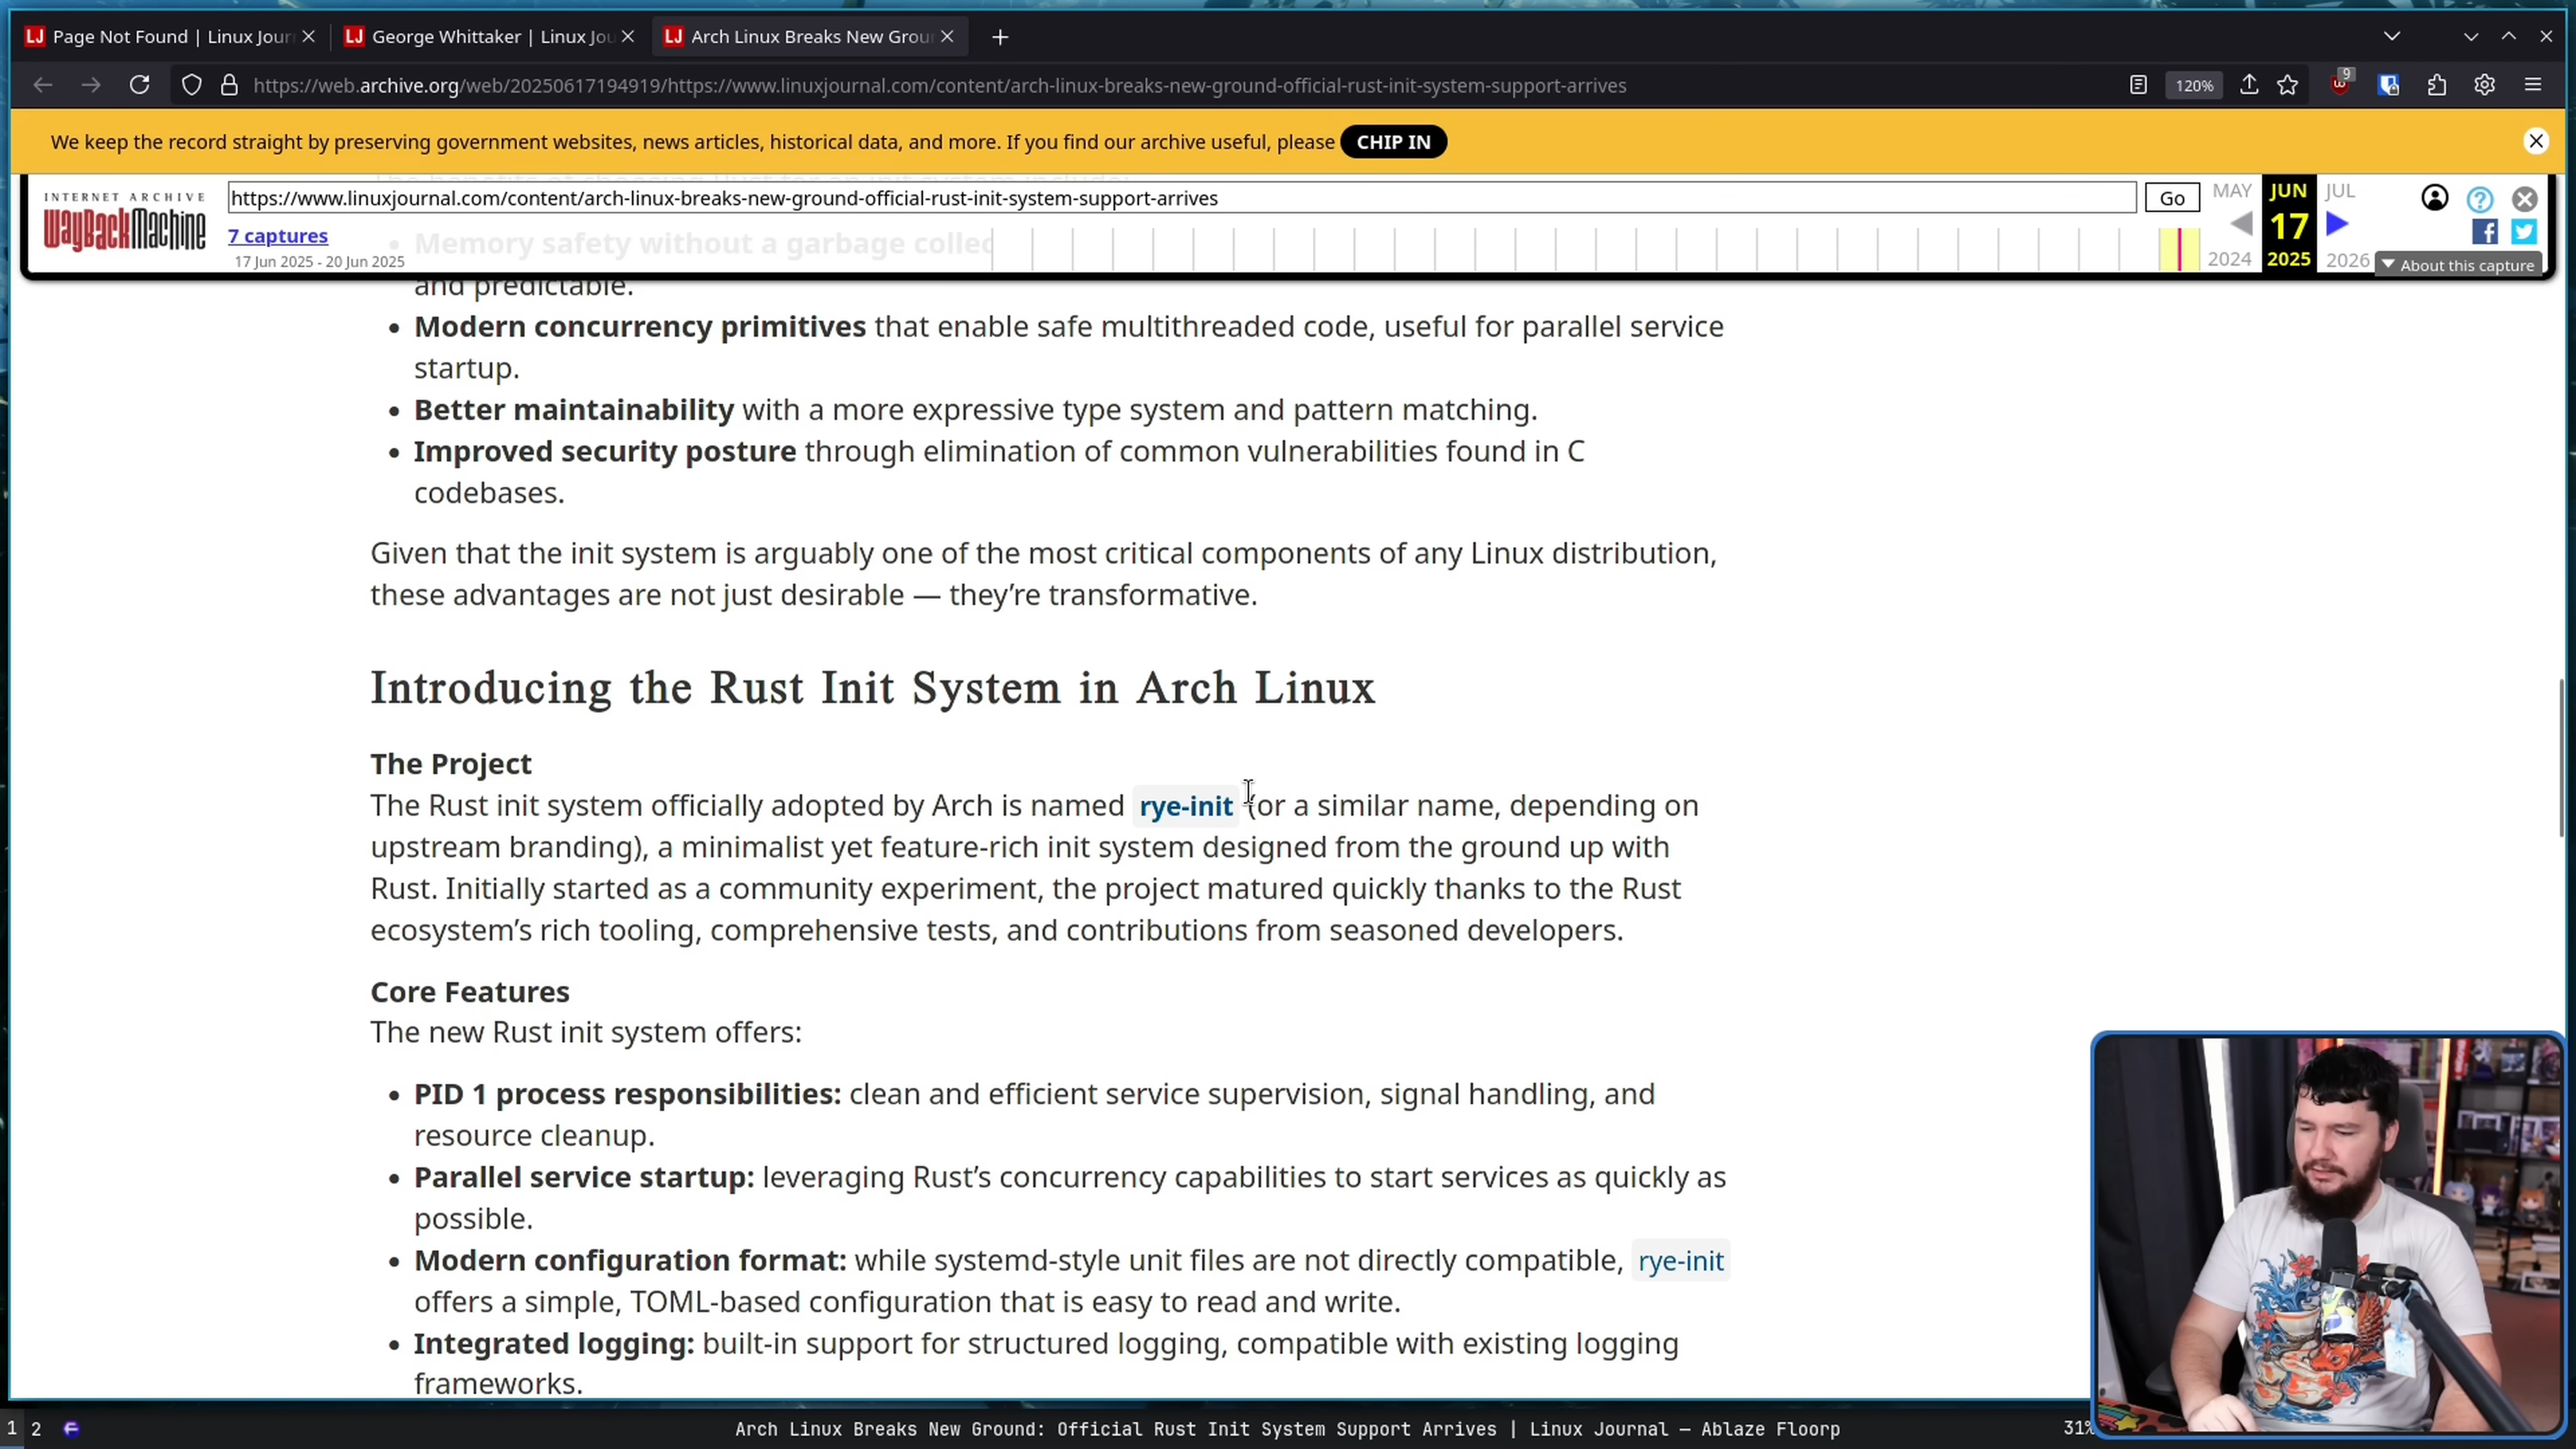 Page Not Found | Linux Jour
George Whittaker | Linux Jou
Arch Linux Breaks New Grou
https://web.archive.org/web/20250617194919/https://www.linuxjournal.com/content/arch-linux-breaks-new-ground-official-rust-init-system-support-arrives
120%
9
We keep the record straight by preserving government websites, news articles, historical data, and more. If you find our archive useful, please CHIP IN
The benefits of choosing Rust for an init system include:
INTERNET ARCHIVE
WayBackMachine
https://www.linuxjournal.com/content/arch-linux-breaks-new-ground-official-rust-init-system-support-arrives
Go
MAY JUN JUL
17
2024 2025 2026
7 captures
17 Jun 2025 - 20 Jun 2025
About this capture
• Memory safety without a garbage collec
and predictable.
• Modern concurrency primitives that enable safe multithreaded code, useful for parallel service
startup.
• Better maintainability with a more expressive type system and pattern matching.
• Improved security posture through elimination of common vulnerabilities found in C
codebases.
Given that the init system is arguably one of the most critical components of any Linux distribution,
these advantages are not just desirable — they’re transformative.
Introducing the Rust Init System in Arch Linux
The Project
The Rust init system officially adopted by Arch is named rye-init (or a similar name, depending on
upstream branding), a minimalist yet feature-rich init system designed from the ground up with
Rust. Initially started as a community experiment, the project matured quickly thanks to the Rust
ecosystem’s rich tooling, comprehensive tests, and contributions from seasoned developers.
Core Features
The new Rust init system offers:
• PID 1 process responsibilities: clean and efficient service supervision, signal handling, and
resource cleanup.
• Parallel service startup: leveraging Rust’s concurrency capabilities to start services as quickly as
possible.
• Modern configuration format: while systemd-style unit files are not directly compatible, rye-init
offers a simple, TOML-based configuration that is easy to read and write.
• Integrated logging: built-in support for structured logging, compatible with existing logging
frameworks.
1 2
Arch Linux Breaks New Ground: Official Rust Init System Support Arrives | Linux Journal — Ablaze Floorp
31%